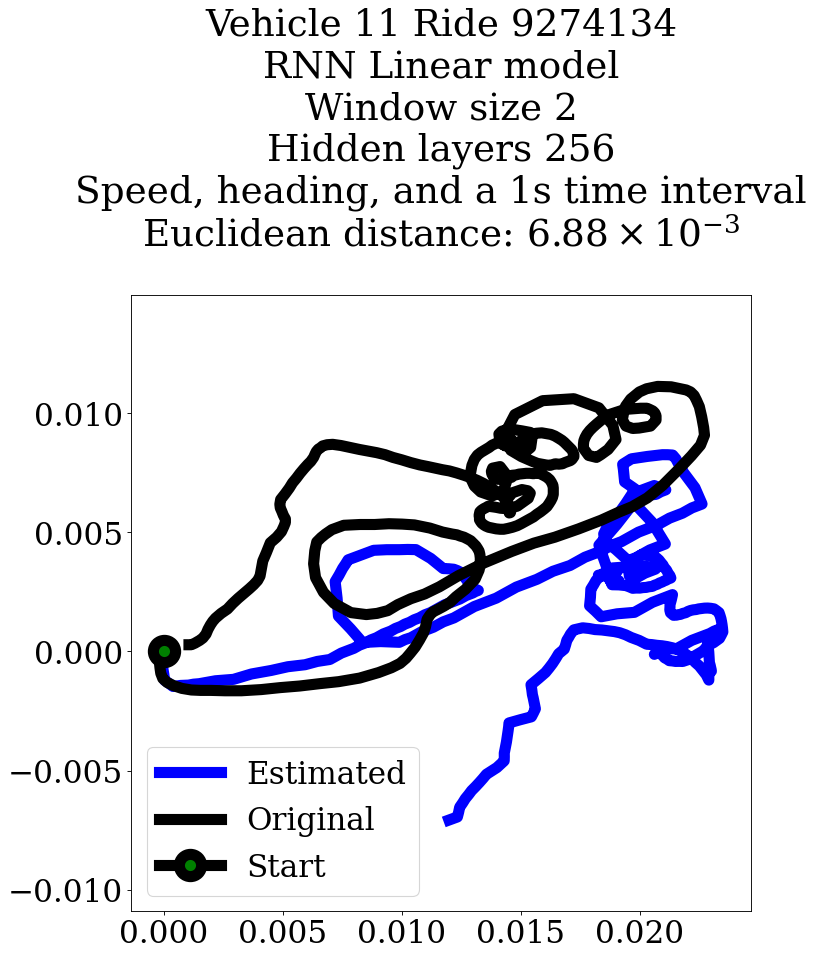 Vehicle 11 Ride 9274134
RNN Linear model
Window size 2
Hidden layers 256
Speed, heading, and a 1s time interval
Euclidean distance: 6.88 × 10⁻³
0.010
0.005
0.000
−0.005
−0.010
Estimated
Original
Start
0.000 0.005 0.010 0.015 0.020